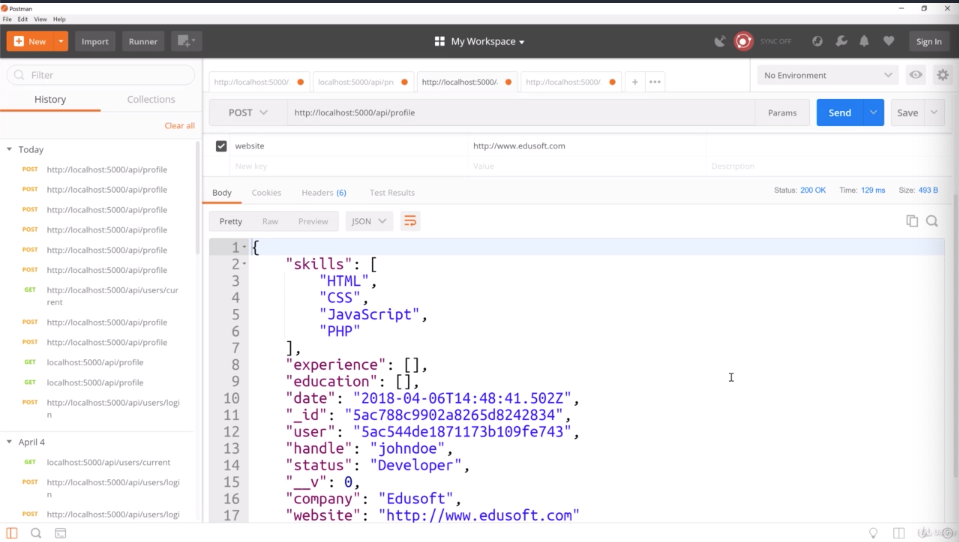 Postman
File Edit View Help
New Import Runner My Workspace SYNC OFF Sign In
Filter
History Collections
Clear all
Today
POST http://localhost:5000/api/profile
POST http://localhost:5000/api/profile
POST http://localhost:5000/api/profile
POST http://localhost:5000/api/profile
POST http://localhost:5000/api/profile
POST http://localhost:5000/api/profile
GET http://localhost:5000/api/users/cur
rent
POST http://localhost:5000/api/profile
POST http://localhost:5000/api/profile
GET localhost:5000/api/profile
GET localhost:5000/api/profile
POST http://localhost:5000/api/users/logi
n
April 4
GET localhost:5000/api/users/current
POST http://localhost:5000/api/users/logi
n
POST http://localhost:5000/api/users/logi
http://localhost:5000/ localhost:5000/api/pro http://localhost:5000/. http://localhost:5000/ + •••
No Environment
POST http://localhost:5000/api/profile Params Send Save
website http://www.edusoft.com
New key Value Description
Body Cookies Headers (6) Test Results Status: 200 OK Time: 129 ms Size: 493 B
Pretty Raw Preview JSON
1 {
2 "skills": [
3 "HTML",
4 "CSS",
5 "JavaScript",
6 "PHP"
7 ],
8 "experience": [],
9 "education": [],
10 "date": "2018-04-06T14:48:41.502Z",
11 "_id": "5ac788c9902a8265d8242834",
12 "user": "5ac544de1871173b109fe743",
13 "handle": "johndoe",
14 "status": "Developer",
15 "__v": 0,
16 "company": "Edusoft",
17 "website": "http://www.edusoft.com"